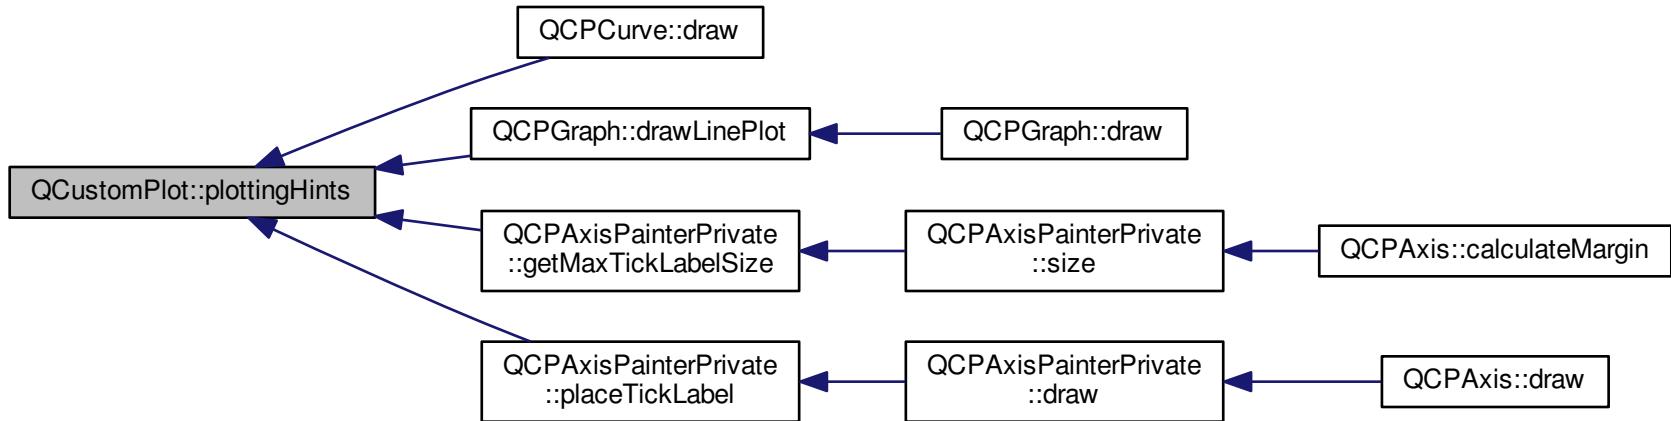 QCPCurve::draw
QCPGraph::drawLinePlot
QCPGraph::draw
QCustomPlot::plottingHints
QCPAxisPainterPrivate
::getMaxTickLabelSize
QCPAxisPainterPrivate
::size
QCPAxis::calculateMargin
QCPAxisPainterPrivate
::placeTickLabel
QCPAxisPainterPrivate
::draw
QCPAxis::draw